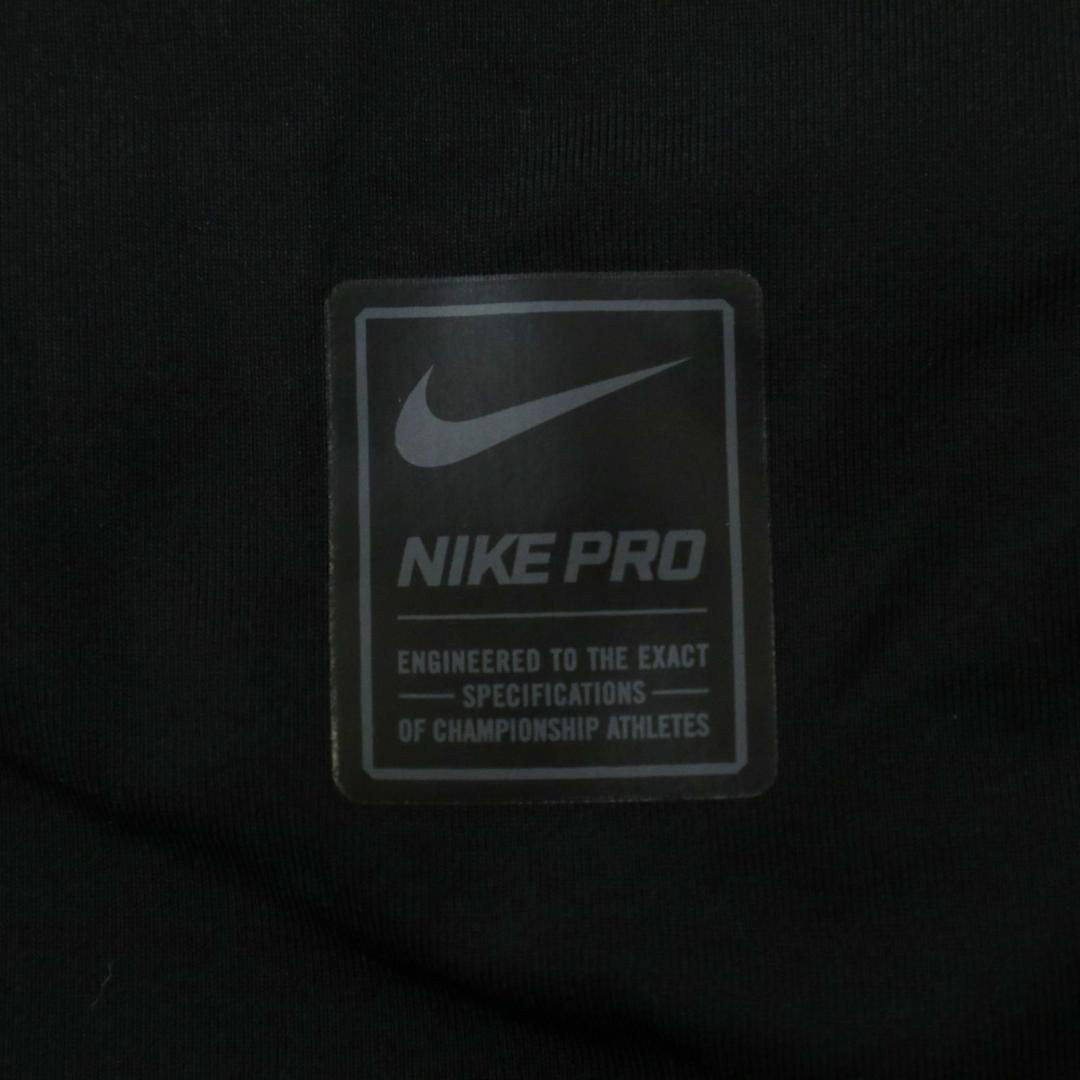 NIKE PRO
ENGINEERED TO THE EXACT
SPECIFICATIONS
OF CHAMPIONSHIP ATHLETES